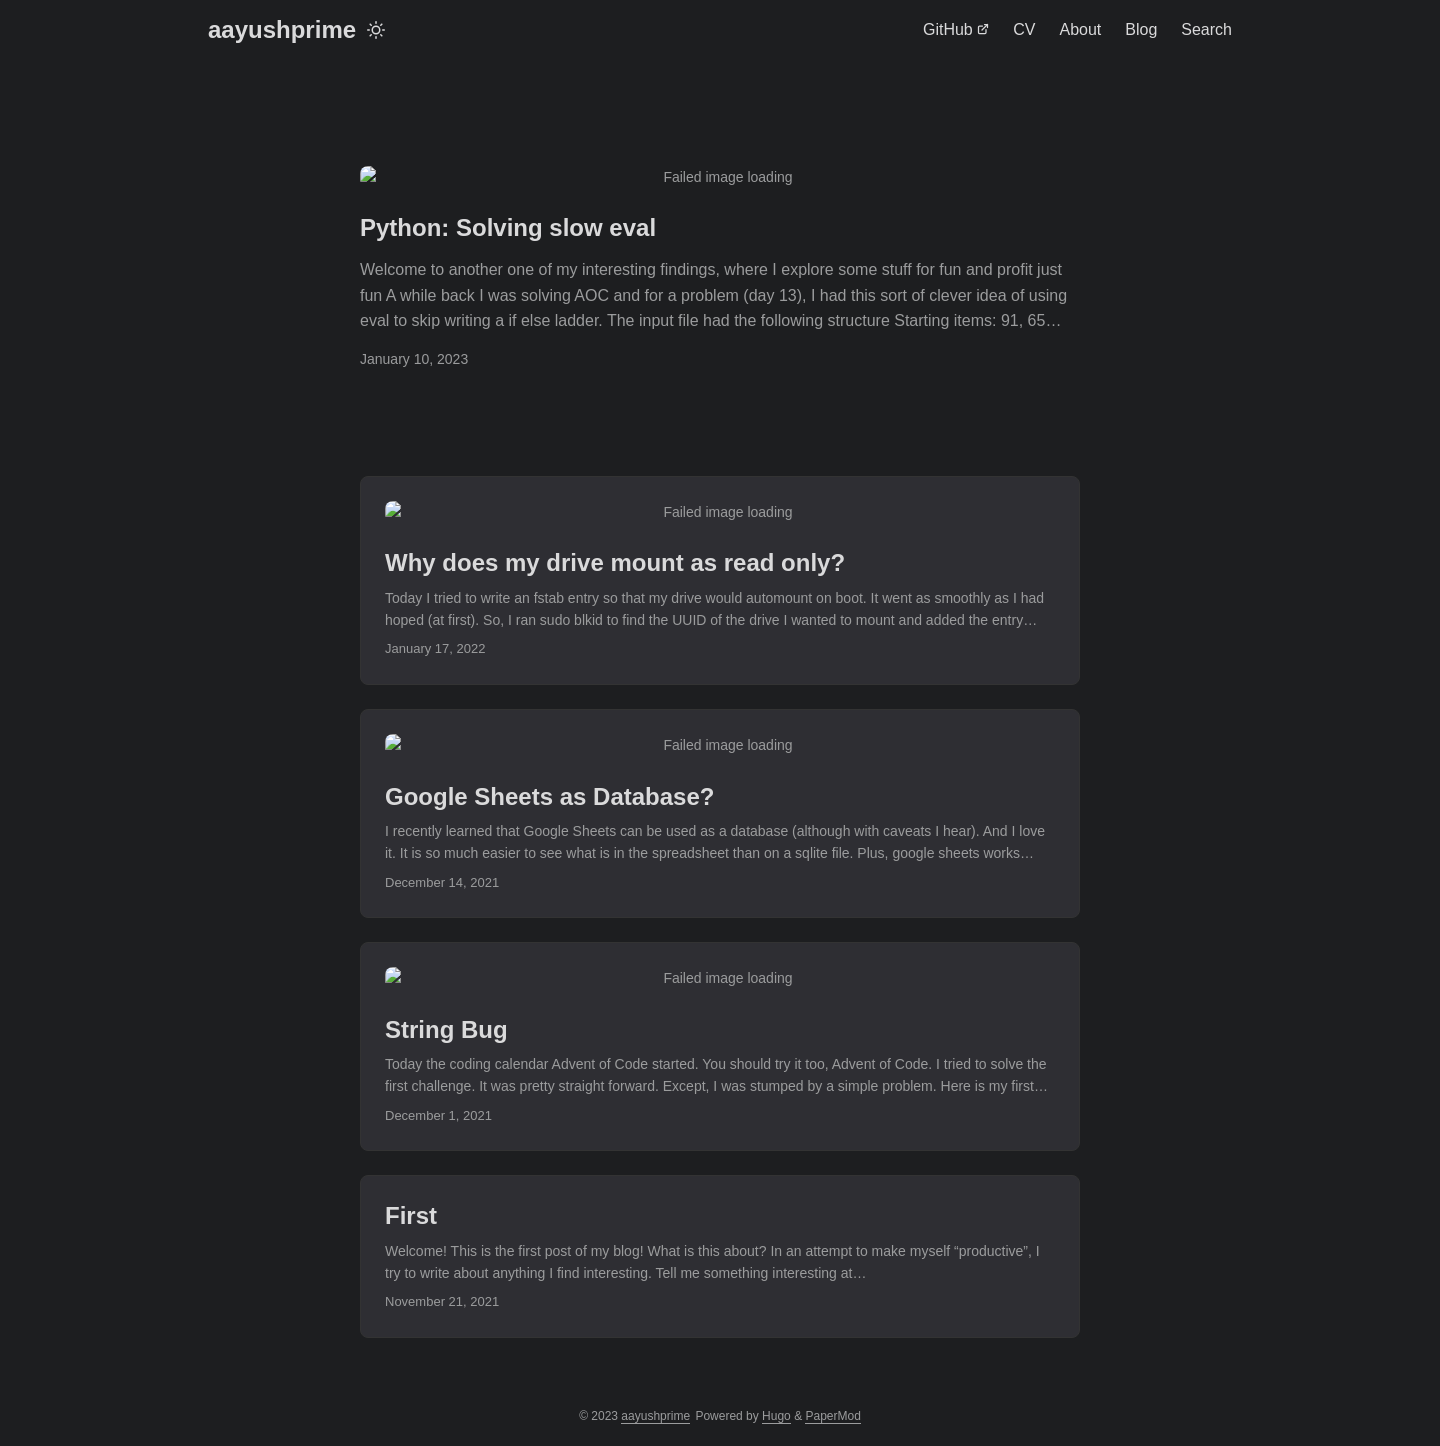 aayushprime
GitHub CV About Blog Search
Failed image loading
Python: Solving slow eval
Welcome to another one of my interesting findings, where I explore some stuff for fun and profit just
fun A while back I was solving AOC and for a problem (day 13), I had this sort of clever idea of using
eval to skip writing a if else ladder. The input file had the following structure Starting items: 91, 65…
January 10, 2023
Failed image loading
Why does my drive mount as read only?
Today I tried to write an fstab entry so that my drive would automount on boot. It went as smoothly as I had
hoped (at first). So, I ran sudo blkid to find the UUID of the drive I wanted to mount and added the entry…
January 17, 2022
Failed image loading
Google Sheets as Database?
I recently learned that Google Sheets can be used as a database (although with caveats I hear). And I love
it. It is so much easier to see what is in the spreadsheet than on a sqlite file. Plus, google sheets works…
December 14, 2021
Failed image loading
String Bug
Today the coding calendar Advent of Code started. You should try it too, Advent of Code. I tried to solve the
first challenge. It was pretty straight forward. Except, I was stumped by a simple problem. Here is my first…
December 1, 2021
First
Welcome! This is the first post of my blog! What is this about? In an attempt to make myself “productive”, I
try to write about anything I find interesting. Tell me something interesting at…
November 21, 2021
© 2023 aayushprime Powered by Hugo & PaperMod